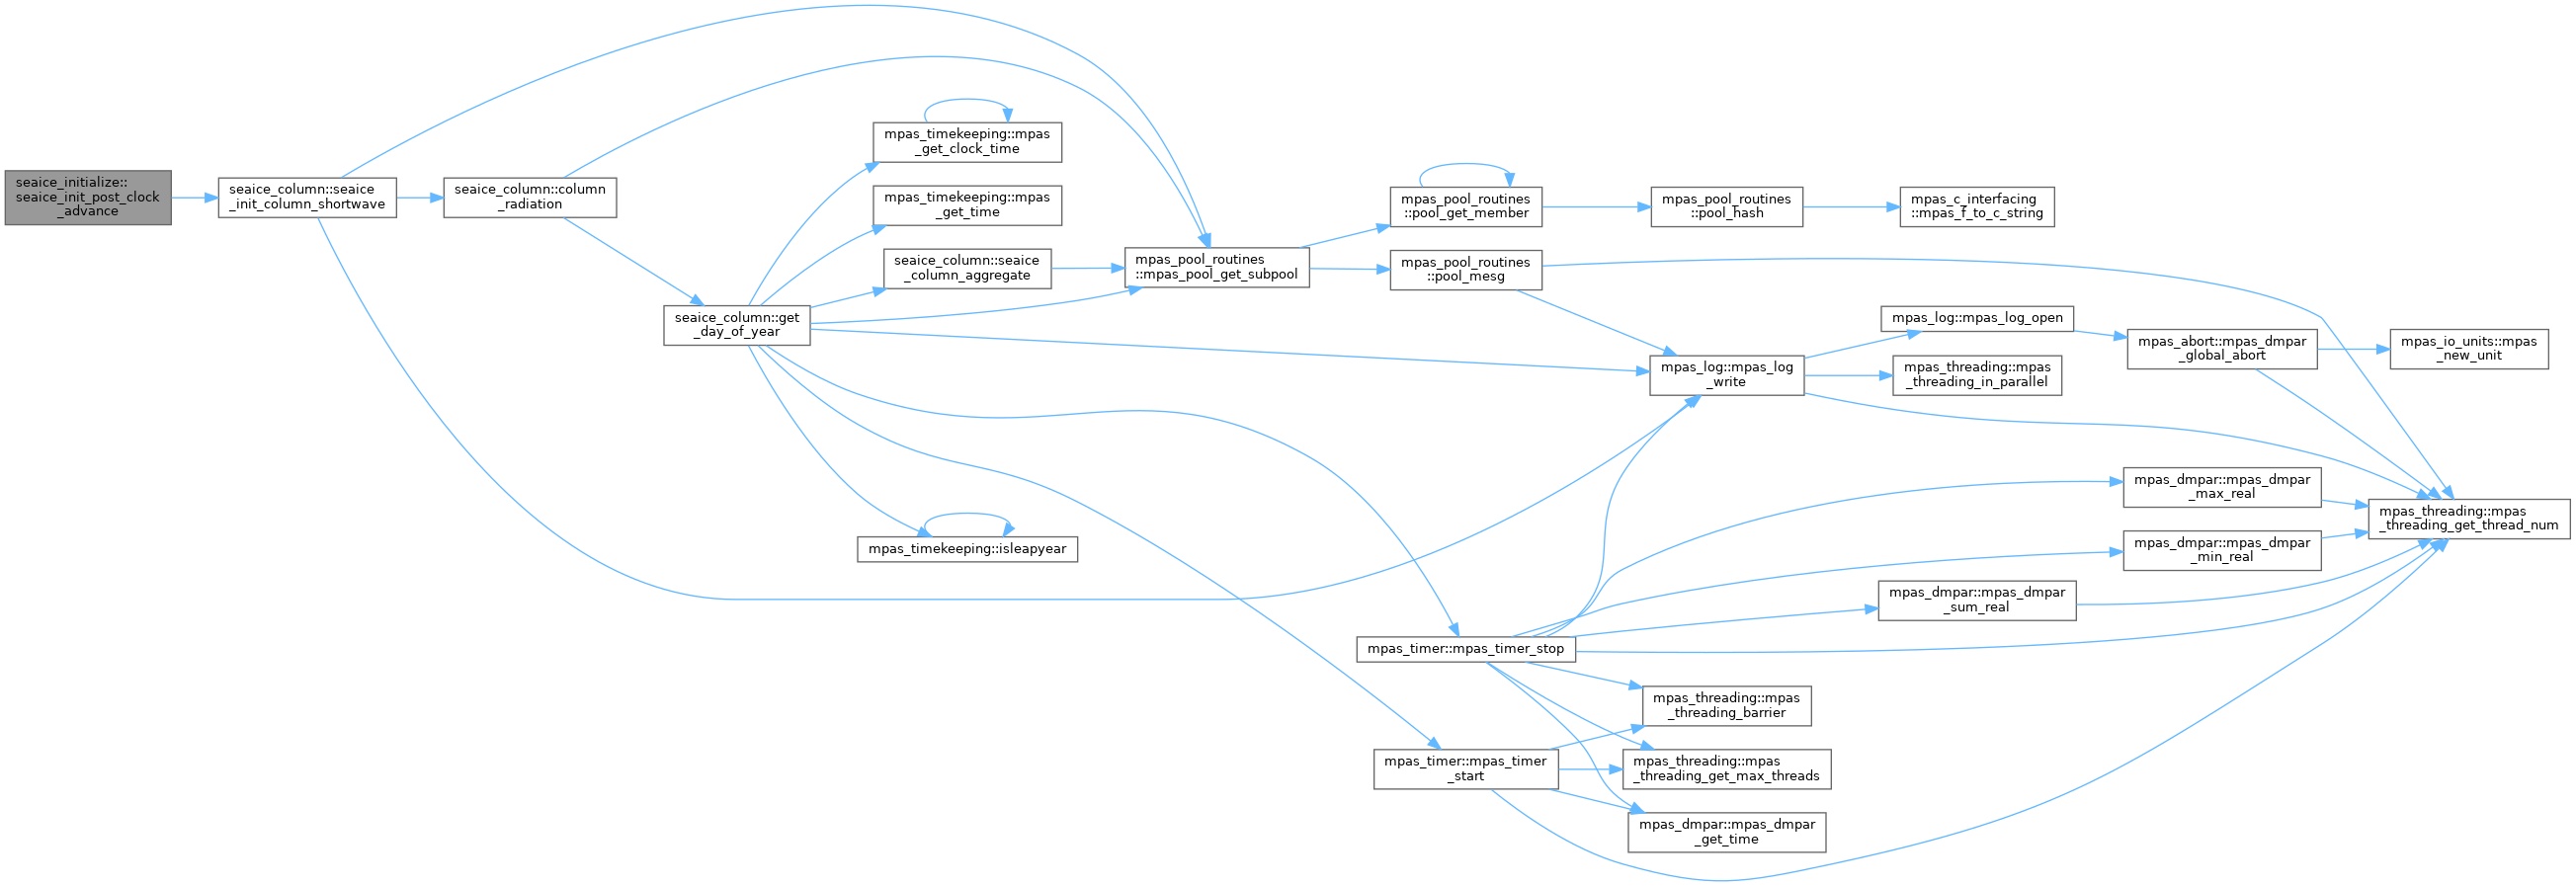 seaice_initialize::
seaice_init_post_clock
_advance
seaice_column::seaice
_init_column_shortwave
seaice_column::column
_radiation
seaice_column::get
_day_of_year
mpas_timekeeping::mpas
_get_clock_time
mpas_timekeeping::mpas
_get_time
seaice_column::seaice
_column_aggregate
mpas_timekeeping::isleapyear
mpas_pool_routines
::mpas_pool_get_subpool
mpas_pool_routines
::pool_get_member
mpas_pool_routines
::pool_mesg
mpas_pool_routines
::pool_hash
mpas_c_interfacing
::mpas_f_to_c_string
mpas_log::mpas_log
_write
mpas_log::mpas_log_open
mpas_threading::mpas
_threading_in_parallel
mpas_abort::mpas_dmpar
_global_abort
mpas_io_units::mpas
_new_unit
mpas_dmpar::mpas_dmpar
_max_real
mpas_threading::mpas
_threading_get_thread_num
mpas_dmpar::mpas_dmpar
_min_real
mpas_dmpar::mpas_dmpar
_sum_real
mpas_timer::mpas_timer_stop
mpas_threading::mpas
_threading_barrier
mpas_timer::mpas_timer
_start
mpas_threading::mpas
_threading_get_max_threads
mpas_dmpar::mpas_dmpar
_get_time